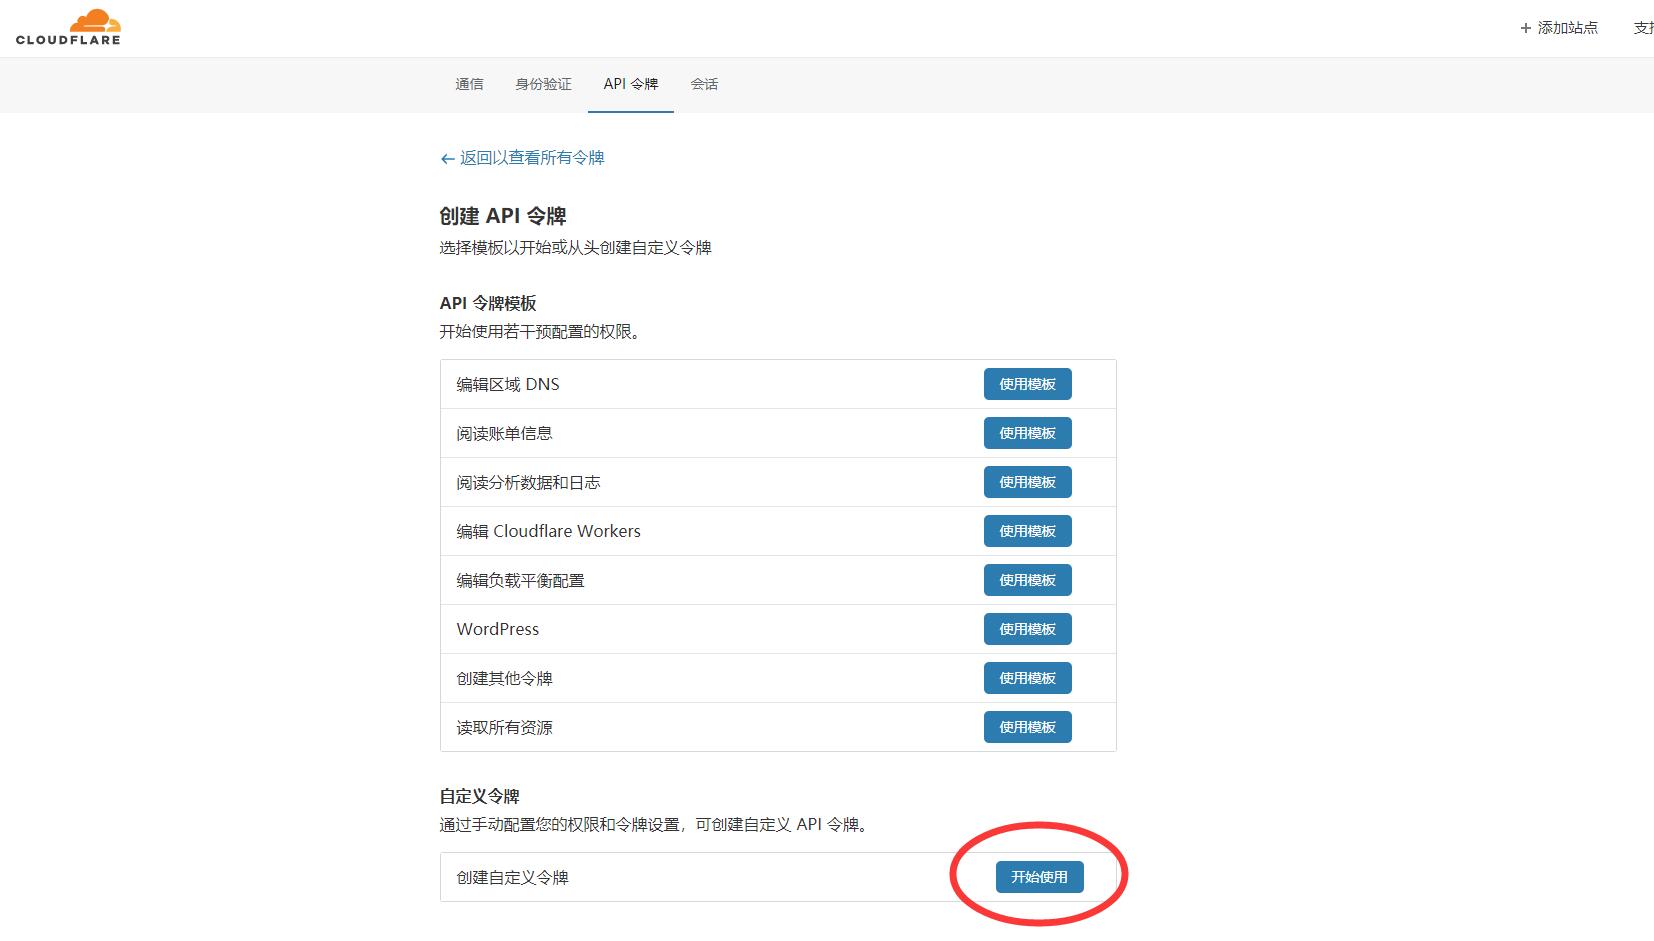 CLOUDFLARE
+ 添加站点
通信
身份验证
API 令牌
会话
← 返回以查看所有令牌
创建 API 令牌
选择模板以开始或从头创建自定义令牌
API 令牌模板
开始使用若干预配置的权限。
编辑区域 DNS 使用模板
阅读账单信息 使用模板
阅读分析数据和日志 使用模板
编辑 Cloudflare Workers 使用模板
编辑负载平衡配置 使用模板
WordPress 使用模板
创建其他令牌 使用模板
读取所有资源 使用模板
自定义令牌
通过手动配置您的权限和令牌设置，可创建自定义 API 令牌。
创建自定义令牌 开始使用